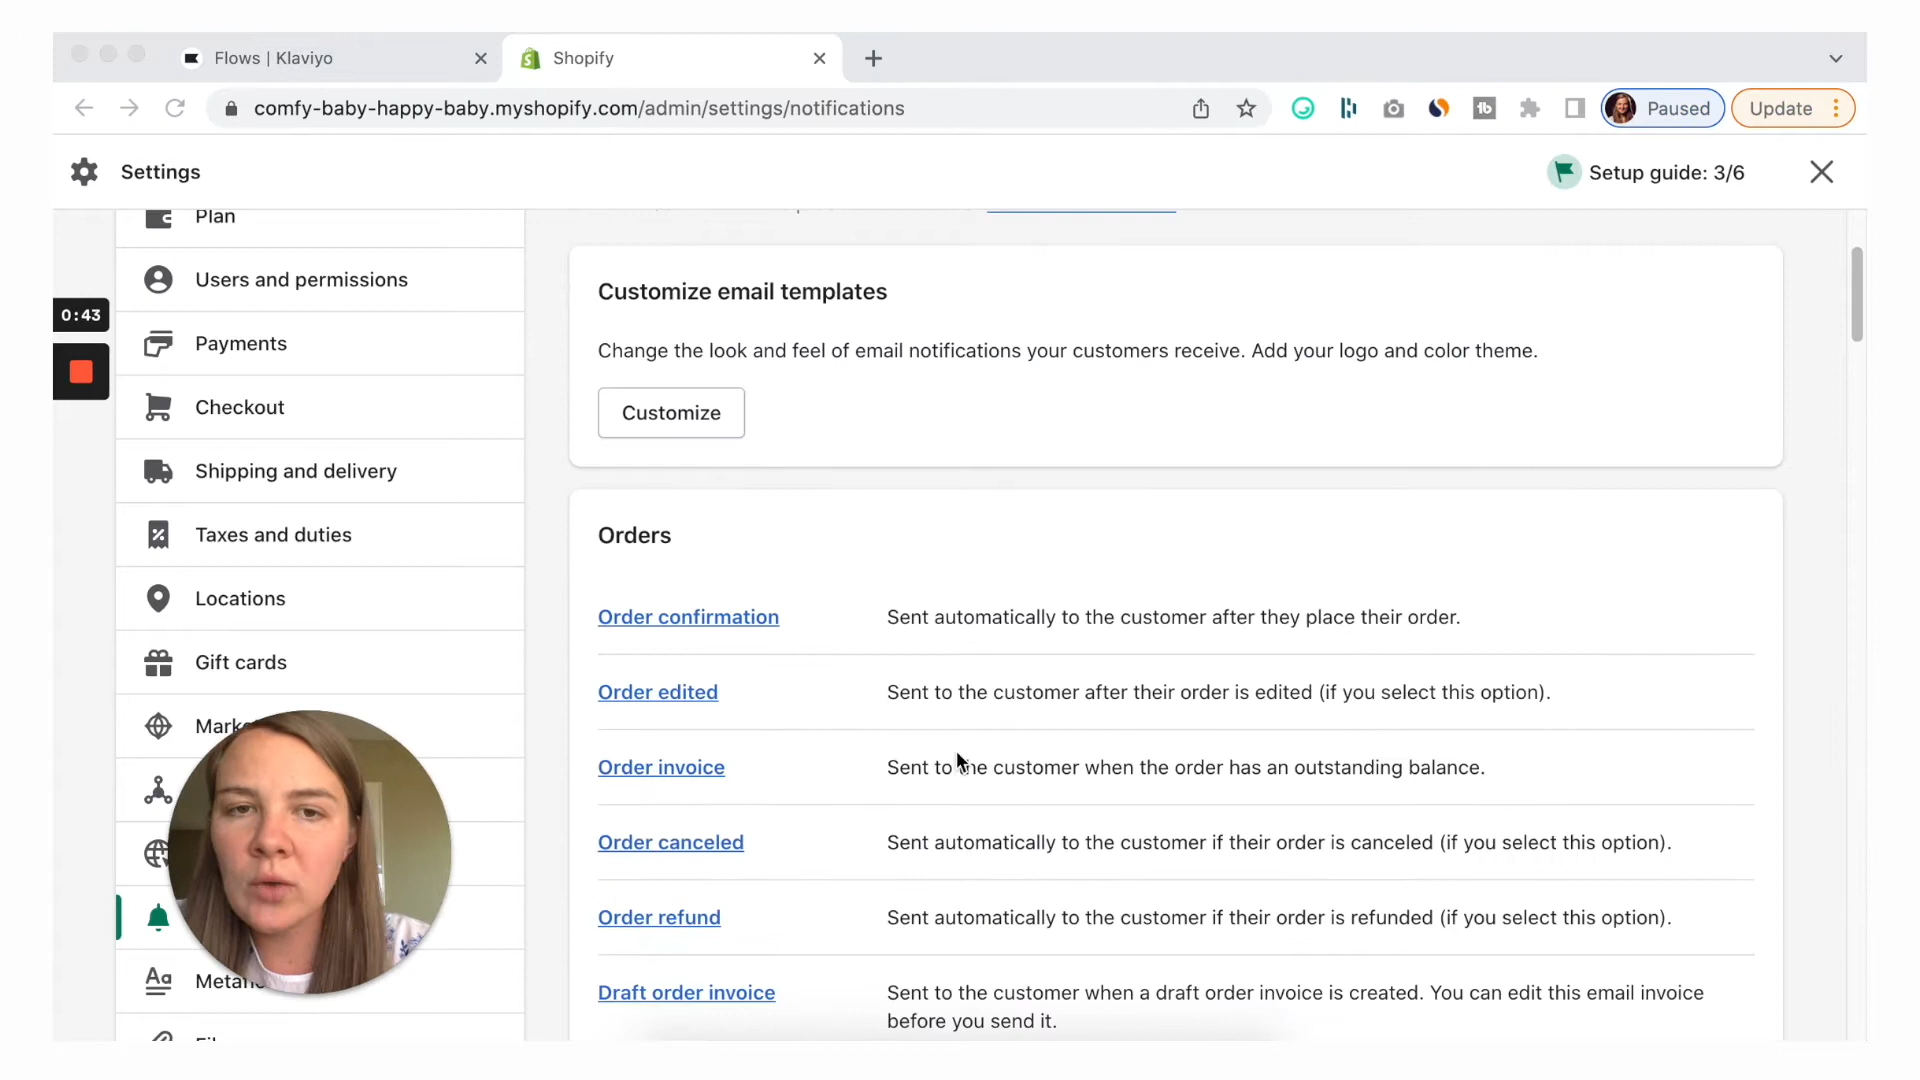 Flows | Klaviyo
Shopify
comfy-baby-happy-baby.myshopify.com/admin/settings/notifications
Paused
Update
Settings
Setup guide: 3/6
Plan
Users and permissions
0:43
Payments
Checkout
Shipping and delivery
Taxes and duties
Locations
Gift cards
Customize email templates
Change the look and feel of email notifications your customers receive. Add your logo and color theme.
Customize
Orders
Order confirmation
Sent automatically to the customer after they place their order.
Order edited
Sent to the customer after their order is edited (if you select this option).
Order invoice
Sent to the customer when the order has an outstanding balance.
Order canceled
Sent automatically to the customer if their order is canceled (if you select this option).
Order refund
Sent automatically to the customer if their order is refunded (if you select this option).
Draft order invoice
Sent to the customer when a draft order invoice is created. You can edit this email invoice
before you send it.